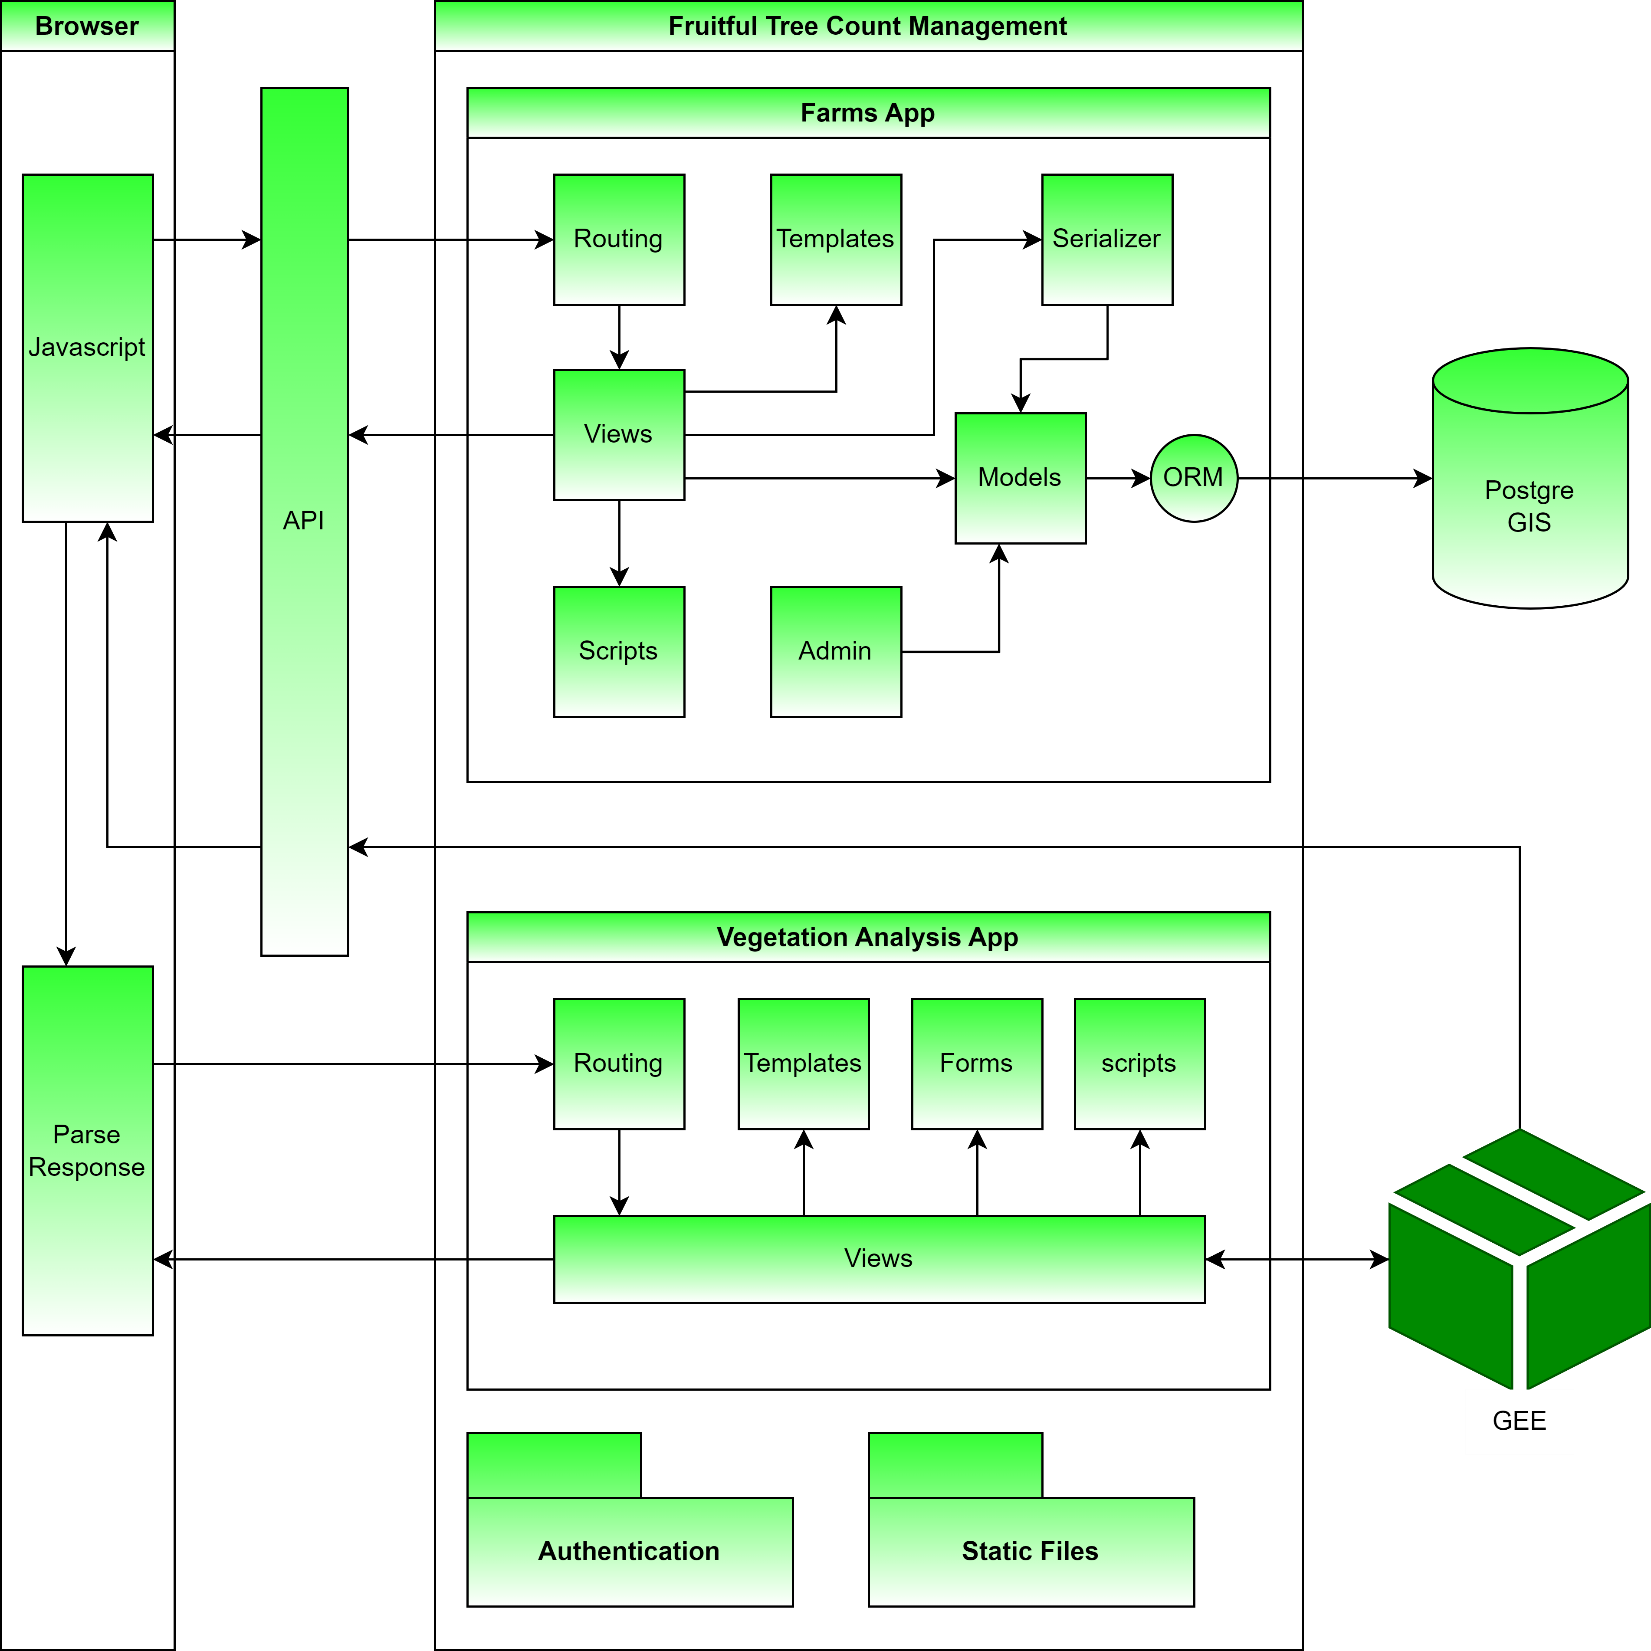 Browser
Fruitful Tree Count Management
Farms App
Routing
Templates
Serializer
Javascript
Views
Models
ORM
Postgre
GIS
API
Scripts
Admin
Vegetation Analysis App
Routing
Templates
Forms
scripts
Parse
Response
Views
GEE
Authentication
Static Files